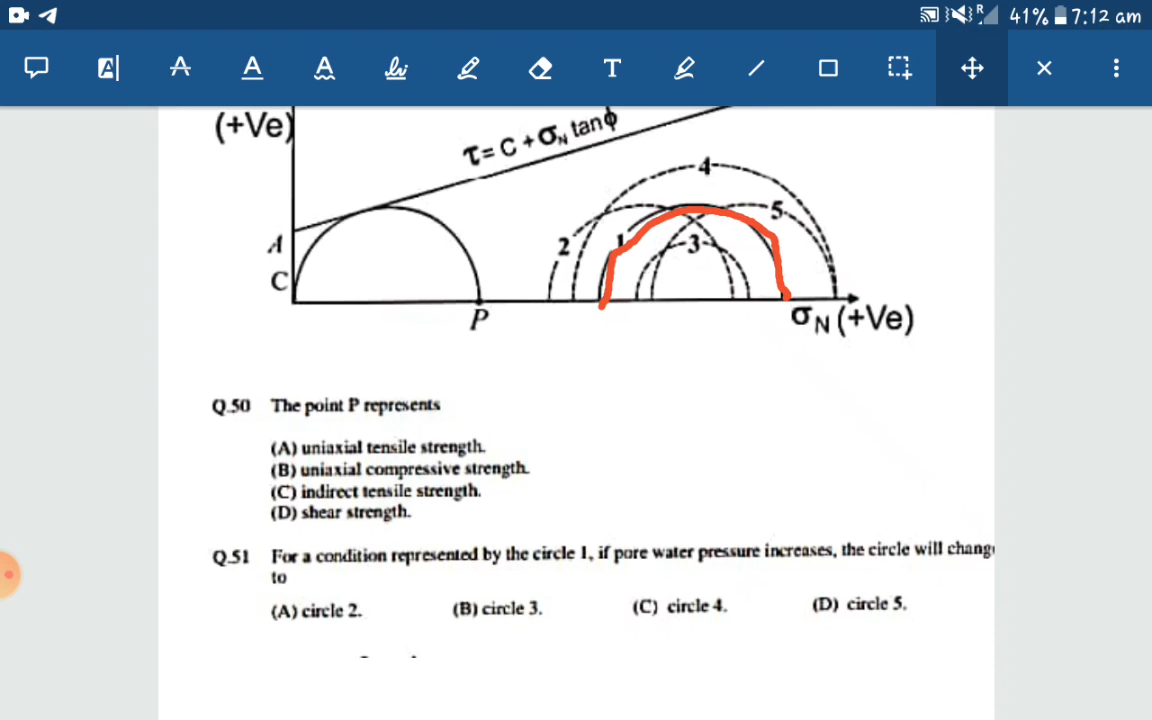 R 41% 7:12 am
A A A A T
(+Ve)
τ= C + σN tanϕ
4
5
A
2
1
3
C
P
σN (+Ve)
Q.50 The point P represents
(A) uniaxial tensile strength.
(B) uniaxial compressive strength.
(C) indirect tensile strength.
(D) shear strength.
Q.51 For a condition represented by the circle 1, if pore water pressure increases, the circle will chang
to
(A) circle 2.
(B) circle 3.
(C) circle 4.
(D) circle 5.